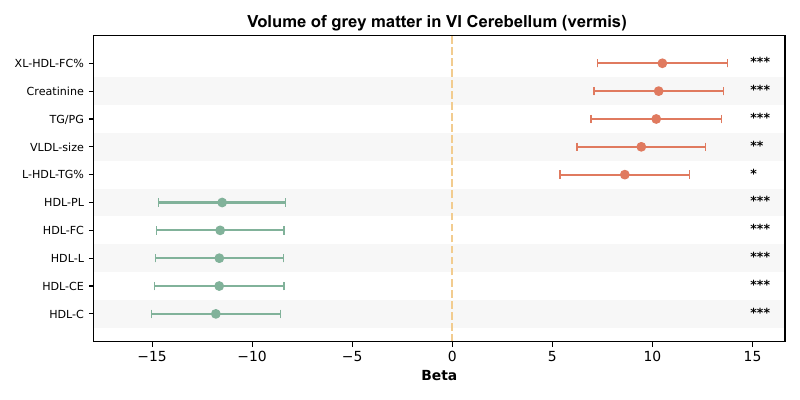 Volume of grey matter in VI Cerebellum (vermis)
XL-HDL-FC% ***
Creatinine ***
TG/PG ***
VLDL-size **
L-HDL-TG% *
HDL-PL ***
HDL-FC ***
HDL-L ***
HDL-CE ***
HDL-C ***
−15 −10 −5 0 5 10 15
Beta